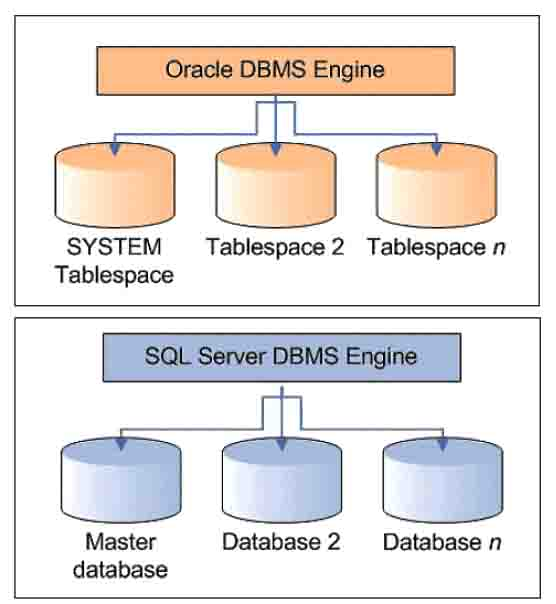 Oracle DBMS Engine
SYSTEM
Tablespace
Tablespace 2
Tablespace n
SQL Server DBMS Engine
Master
database
Database 2
Database n